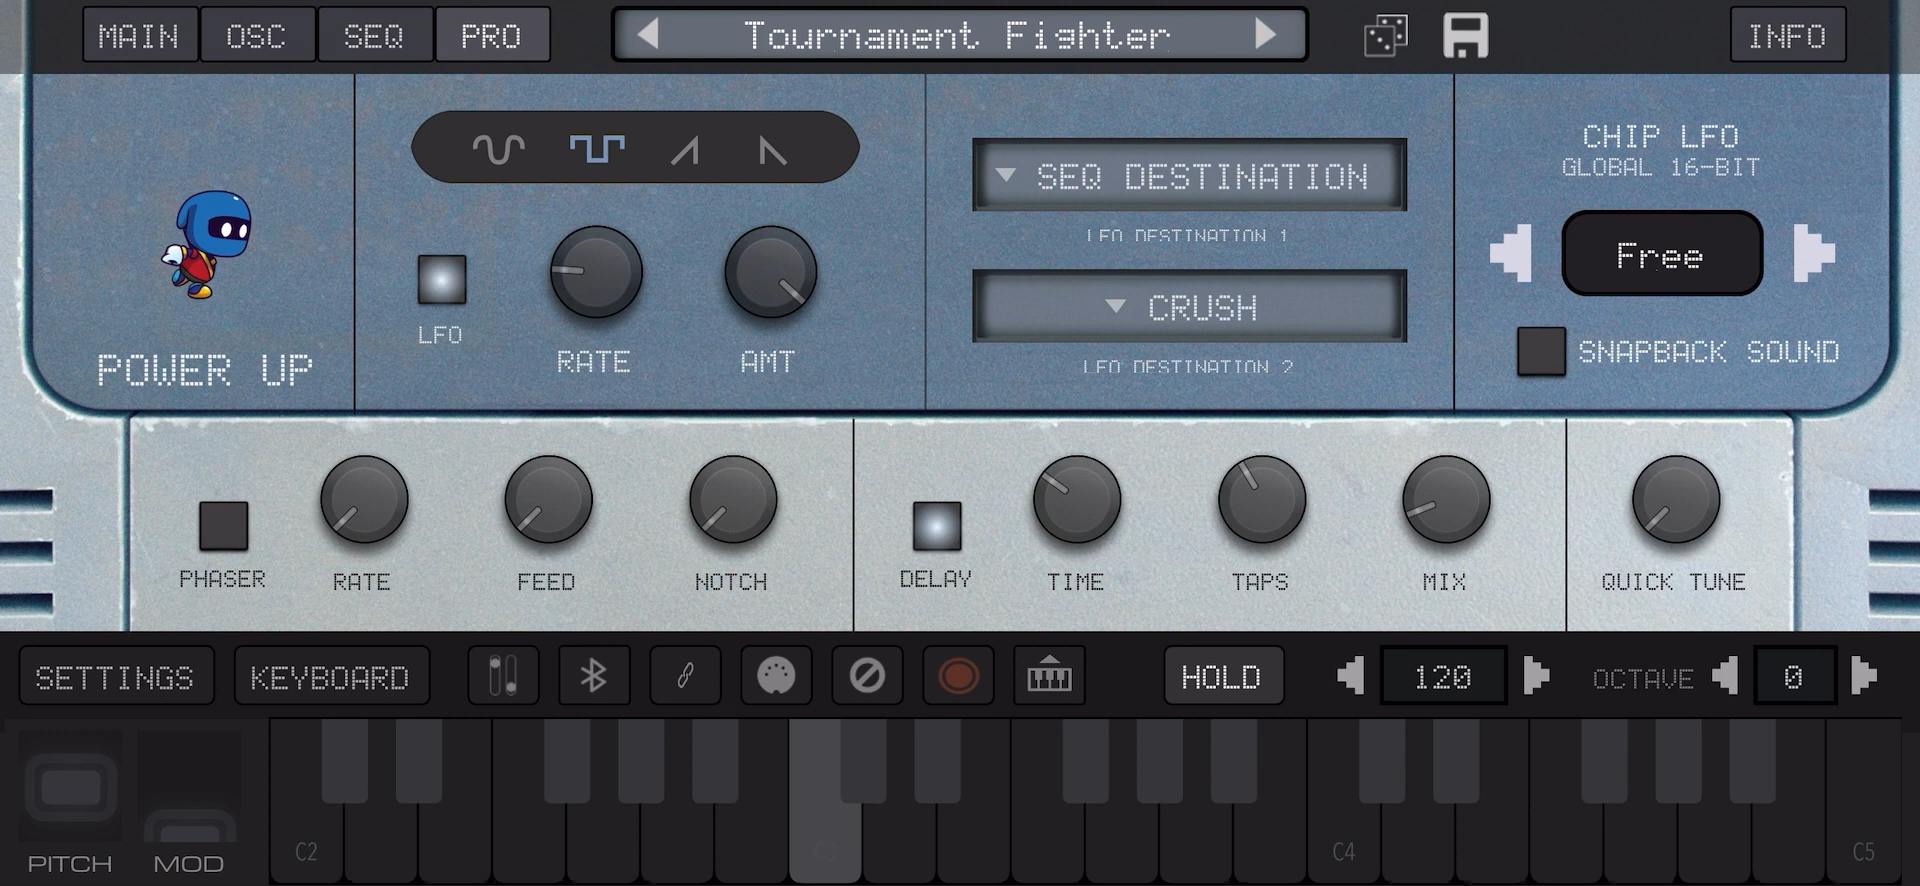 MAIN OSC SEQ PRO Tournament Fighter INFO
CHIP LFO
GLOBAL 16-BIT
SEQ DESTINATION
LFO DESTINATION 1
Free
CRUSH
LFO DESTINATION 2
LFO
RATE AMT
SNAPBACK SOUND
POWER UP
PHASER RATE FEED NOTCH DELAY TIME TAPS MIX QUICK TUNE
SETTINGS KEYBOARD HOLD 120 OCTAVE 0
C2 C3 C4 C5
PITCH MOD